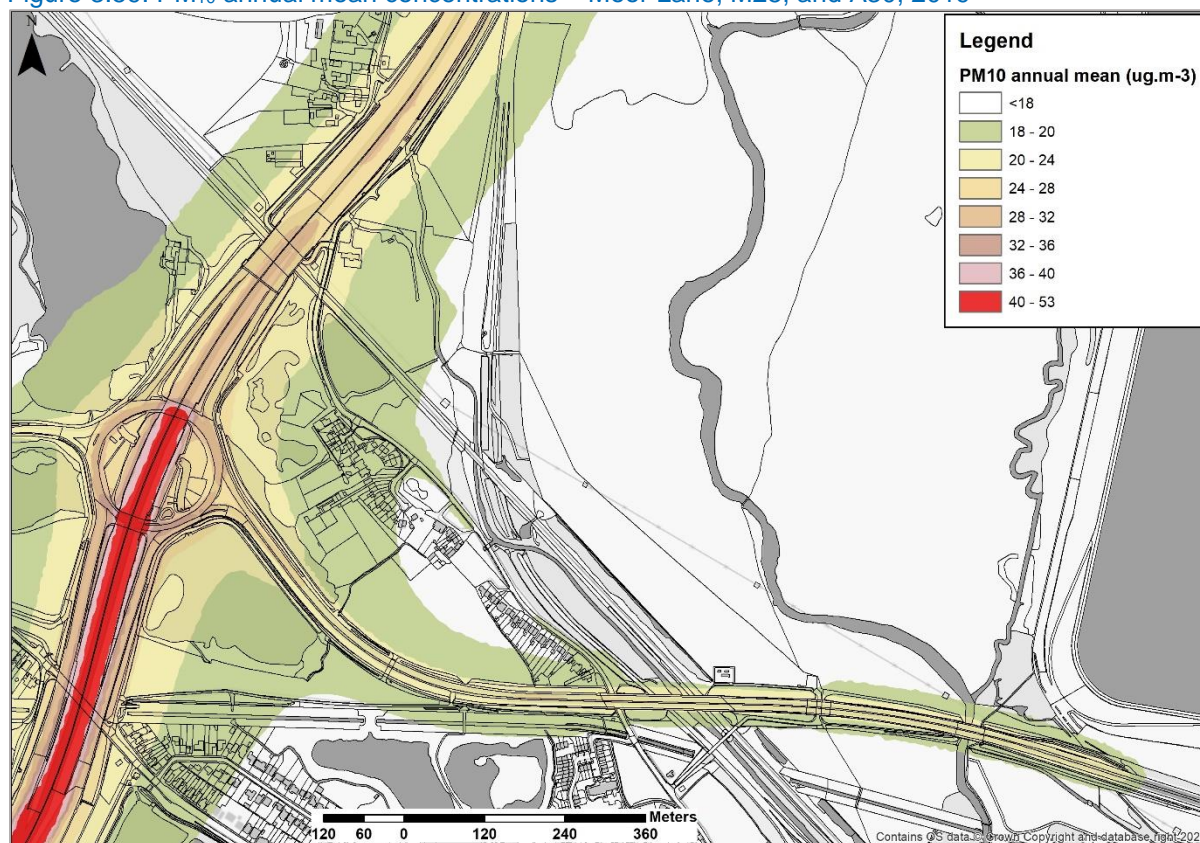 N
Legend
PM10 annual mean (ug.m-3)
<18
18 - 20
20 - 24
24 - 28
28 - 32
32 - 36
36 - 40
40 - 53
Meters
120 60 0 120 240 360
Contains OS data © Crown Copyright and database right